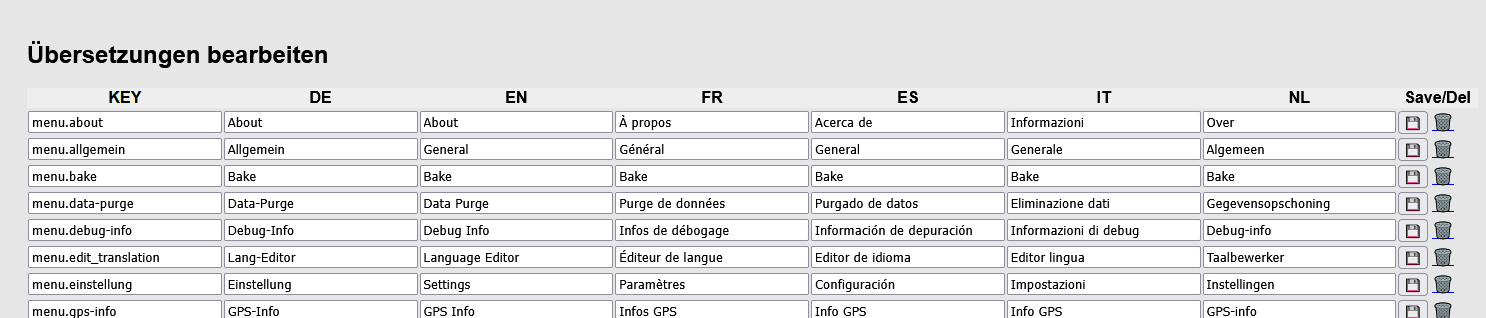 Übersetzungen bearbeiten
KEY DE EN FR ES IT NL Save/Del
menu.about About About À propos Acerca de Informazioni Over
menu.allgemein Allgemein General Général General Generale Algemeen
menu.bake Bake Bake Bake Bake Bake Bake
menu.data-purge Data-Purge Data Purge Purge de données Purgado de datos Eliminazione dati Gegevensopschoning
menu.debug-info Debug-Info Debug Info Infos de débogage Información de depuración Informazioni di debug Debug-info
menu.edit_translation Lang-Editor Language Editor Éditeur de langue Editor de idioma Editor lingua Taalbewerker
menu.einstellung Einstellung Settings Paramètres Configuración Impostazioni Instellingen
menu.gps-info GPS-Info GPS Info Infos GPS Info GPS Info GPS GPS-info